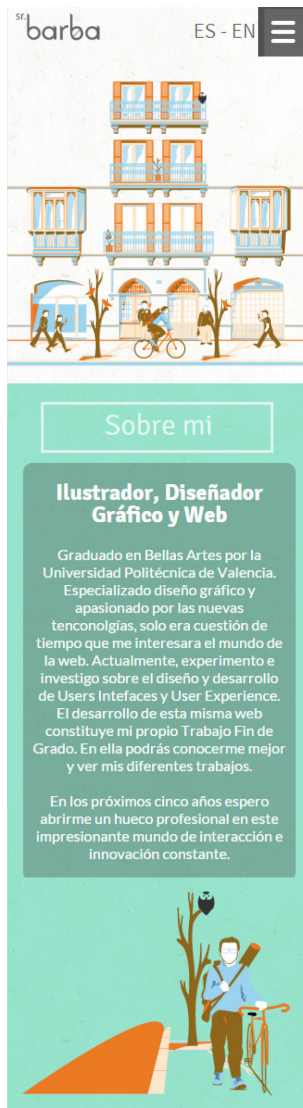 sr.
barba
ES - EN
Sobre mi
Ilustrador, Diseñador
Gráfico y Web
Graduado en Bellas Artes por la
Universidad Politécnica de Valencia.
Especializado diseño gráfico y
apasionado por las nuevas
tenconolgías, solo era cuestión de
tiempo que me interesara el mundo de
la web. Actualmente, experimento e
investigo sobre el diseño y desarrollo
de Users Intefaces y User Experience.
El desarrollo de esta misma web
constituye mi propio Trabajo Fin de
Grado. En ella podrás conocerme mejor
y ver mis diferentes trabajos.
En los próximos cinco años espero
abrirme un hueco profesional en este
impresionante mundo de interacción e
innovación constante.